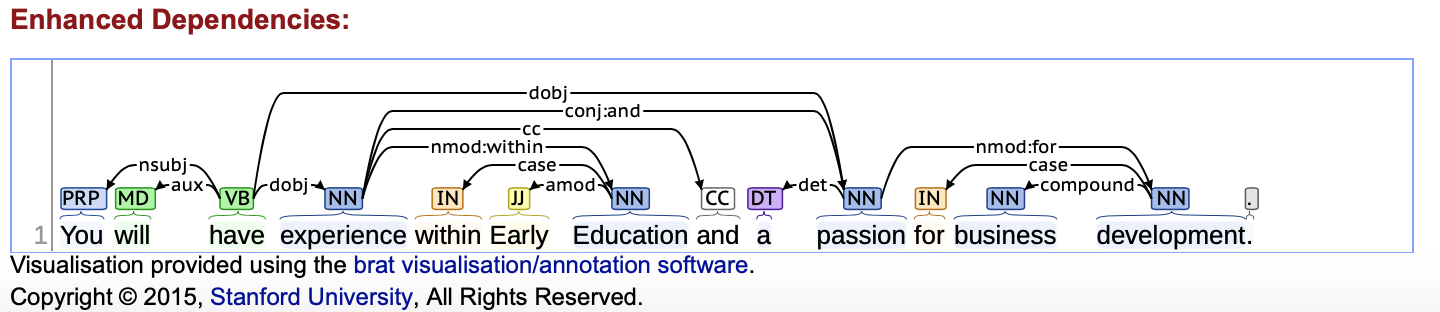 Enhanced Dependencies:
dobj
conj:and
cc
nmod:within nmod:for
nsubj case case
aux dobj amod det compound
PRP MD VB NN IN JJ NN CC DT NN IN NN NN .
1 You will have experience within Early Education and a passion for business development.
Visualisation provided using the brat visualisation/annotation software.
Copyright © 2015, Stanford University, All Rights Reserved.